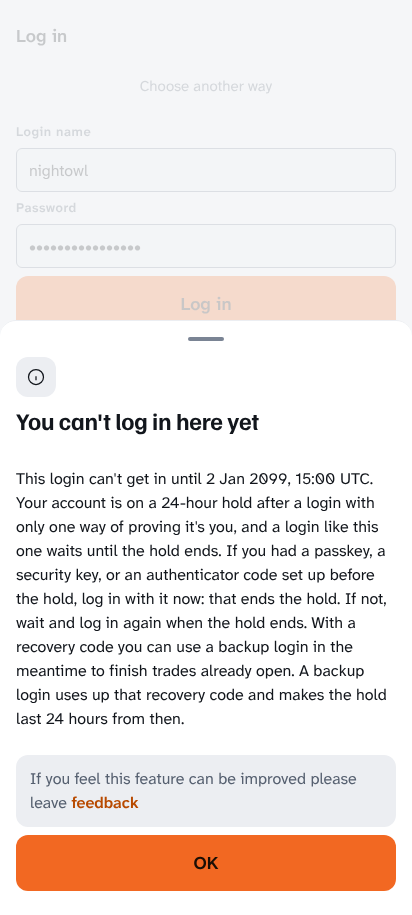 Log in
Choose another way
Login name
nightowl
Password
••••••••••••••••
Log in
You can't log in here yet
This login can't get in until 2 Jan 2099, 15:00 UTC.
Your account is on a 24-hour hold after a login with
only one way of proving it's you, and a login like this
one waits until the hold ends. If you had a passkey, a
security key, or an authenticator code set up before
the hold, log in with it now: that ends the hold. If not,
wait and log in again when the hold ends. With a
recovery code you can use a backup login in the
meantime to finish trades already open. A backup
login uses up that recovery code and makes the hold
last 24 hours from then.
If you feel this feature can be improved please
leave feedback
OK